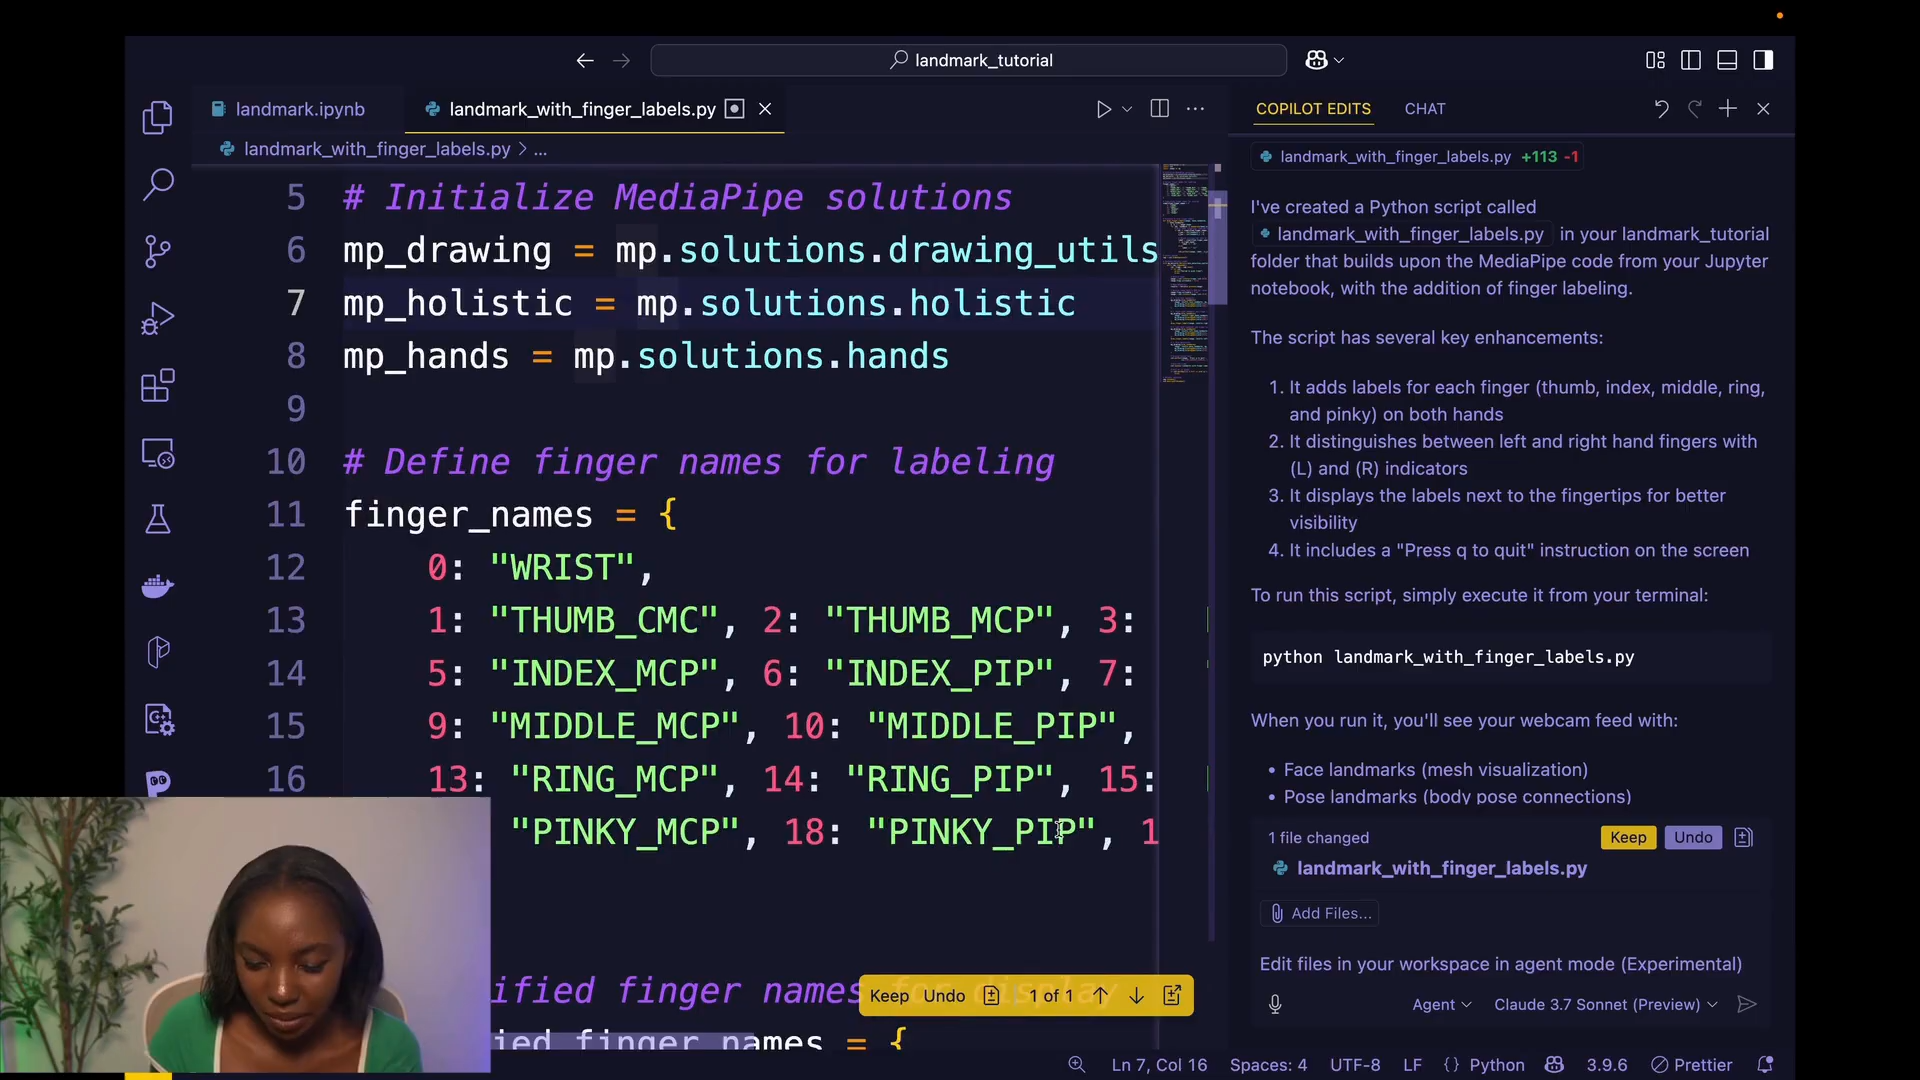 landmark_tutorial
landmark.ipynb
landmark_with_finger_labels.py
landmark_with_finger_labels.py > ...
5 # Initialize MediaPipe solutions
6 mp_drawing = mp.solutions.drawing_utils
7 mp_holistic = mp.solutions.holistic
8 mp_hands = mp.solutions.hands
9
10 # Define finger names for labeling
11 finger_names = {
12 0: "WRIST",
13 1: "THUMB_CMC", 2: "THUMB_MCP", 3:
14 5: "INDEX_MCP", 6: "INDEX_PIP", 7:
15 9: "MIDDLE_MCP", 10: "MIDDLE_PIP",
16 13: "RING_MCP", 14: "RING_PIP", 15:
"PINKY_MCP", 18: "PINKY_PIP", 1
ified finger names for display
ied_finger_names = {
Keep Undo 1 of 1
COPILOT EDITS CHAT
landmark_with_finger_labels.py +113 -1
I've created a Python script called
landmark_with_finger_labels.py in your landmark_tutorial
folder that builds upon the MediaPipe code from your Jupyter
notebook, with the addition of finger labeling.
The script has several key enhancements:
1. It adds labels for each finger (thumb, index, middle, ring,
and pinky) on both hands
2. It distinguishes between left and right hand fingers with
(L) and (R) indicators
3. It displays the labels next to the fingertips for better
visibility
4. It includes a "Press q to quit" instruction on the screen
To run this script, simply execute it from your terminal:
python landmark_with_finger_labels.py
When you run it, you'll see your webcam feed with:
• Face landmarks (mesh visualization)
• Pose landmarks (body pose connections)
1 file changed Keep Undo
landmark_with_finger_labels.py
Add Files...
Edit files in your workspace in agent mode (Experimental)
Agent Claude 3.7 Sonnet (Preview)
Ln 7, Col 16 Spaces: 4 UTF-8 LF {} Python 3.9.6 Prettier